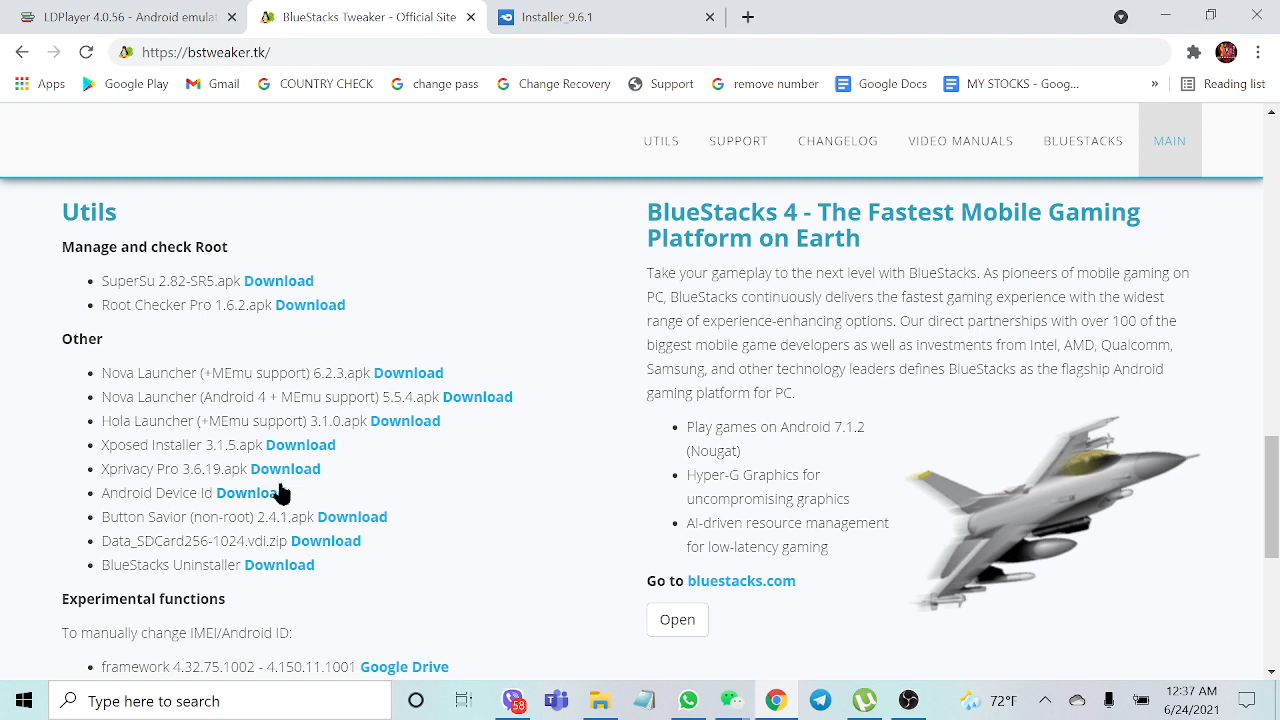 LDPlayer 4.0.56 - Android emulat
BlueStacks Tweaker - Official Site
Installer_9.6.1
https://bstweaker.tk/
Apps
Google Play
Gmail
COUNTRY CHECK
change pass
Change Recovery
Support
remove number
Google Docs
MY STOCKS - Goog...
»
Reading list
UTILS
SUPPORT
CHANGELOG
VIDEO MANUALS
BLUESTACKS
MAIN
Utils
Manage and check Root
SuperSu 2.82-SR5.apk Download
Root Checker Pro 1.6.2.apk Download
Other
Nova Launcher (+MEmu support) 6.2.3.apk Download
Nova Launcher (Android 4 + MEmu support) 5.5.4.apk Download
Hola Launcher (+MEmu support) 3.1.0.apk Download
Xposed Installer 3.1.5.apk Download
Xprivacy Pro 3.6.19.apk Download
Android Device Id Download
Button Savior (non-root) 2.4.1.apk Download
Data_SDCard256-1024.vdi.zip Download
BlueStacks Uninstaller Download
Experimental functions
To manually change IMEI/Android ID:
framework 4.32.75.1002 - 4.150.11.1001 Google Drive
BlueStacks 4 - The Fastest Mobile Gaming
Platform on Earth
Take your gameplay to the next level with BlueStacks. As pioneers of mobile gaming on
PC, BlueStacks continuously delivers the fastest gaming experience with the widest
range of experience-enhancing options. Our direct partnerships with over 100 of the
biggest mobile game developers as well as investments from Intel, AMD, Qualcomm,
Samsung, and other technology leaders defines BlueStacks as the flagship Android
gaming platform for PC.
Play games on Android 7.1.2
(Nougat)
Hyper-G Graphics for
uncompromising graphics
AI-driven resource management
for low-latency gaming
Go to bluestacks.com
Open
Type here to search
58
72°F
12:37 AM
6/24/2021